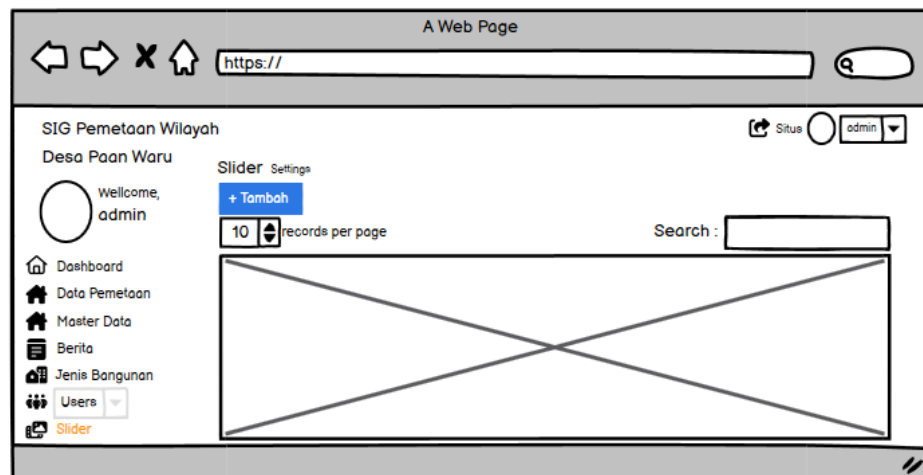 A Web Page
https://
SIG Pemetaan Wilayah
Desa Paan Waru
Situs
admin
Wellcome,
admin
Slider Settings
+ Tambah
10 records per page
Search :
Dashboard
Data Pemetaan
Master Data
Berita
Jenis Bangunan
Users
Slider